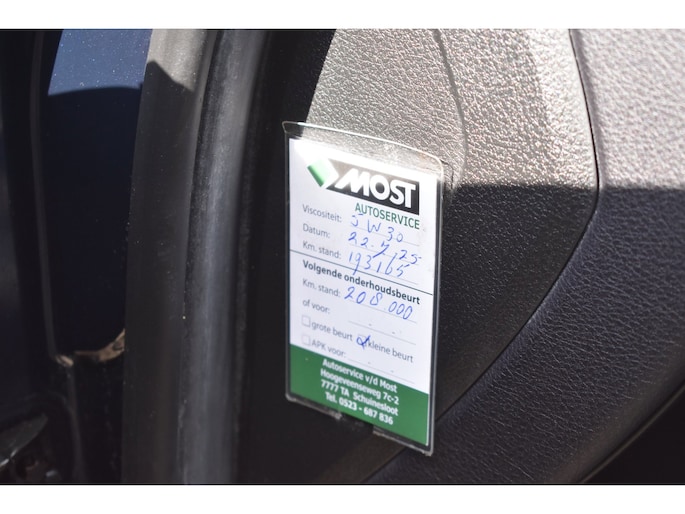 MOST
AUTOSERVICE
Viscositeit: 5W30
Datum: 22-7-25
Km. stand: 193165
Volgende onderhoudsbeurt
Km. stand: 208.000
of voor:
grote beurt kleine beurt
APK voor:
Autoservice v/d Most
Hoogeveenseweg 7c-2
7777 TA Schuinesloot
Tel. 0523 - 687 836